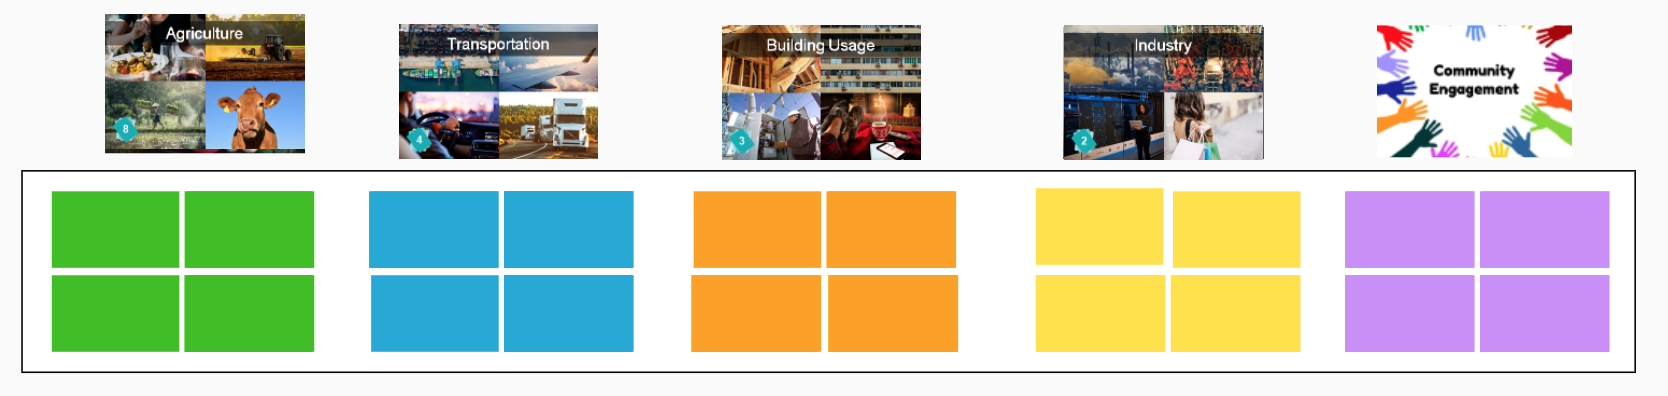 Agriculture
8
Transportation
4
Building Usage
3
Industry
2
Community
Engagement